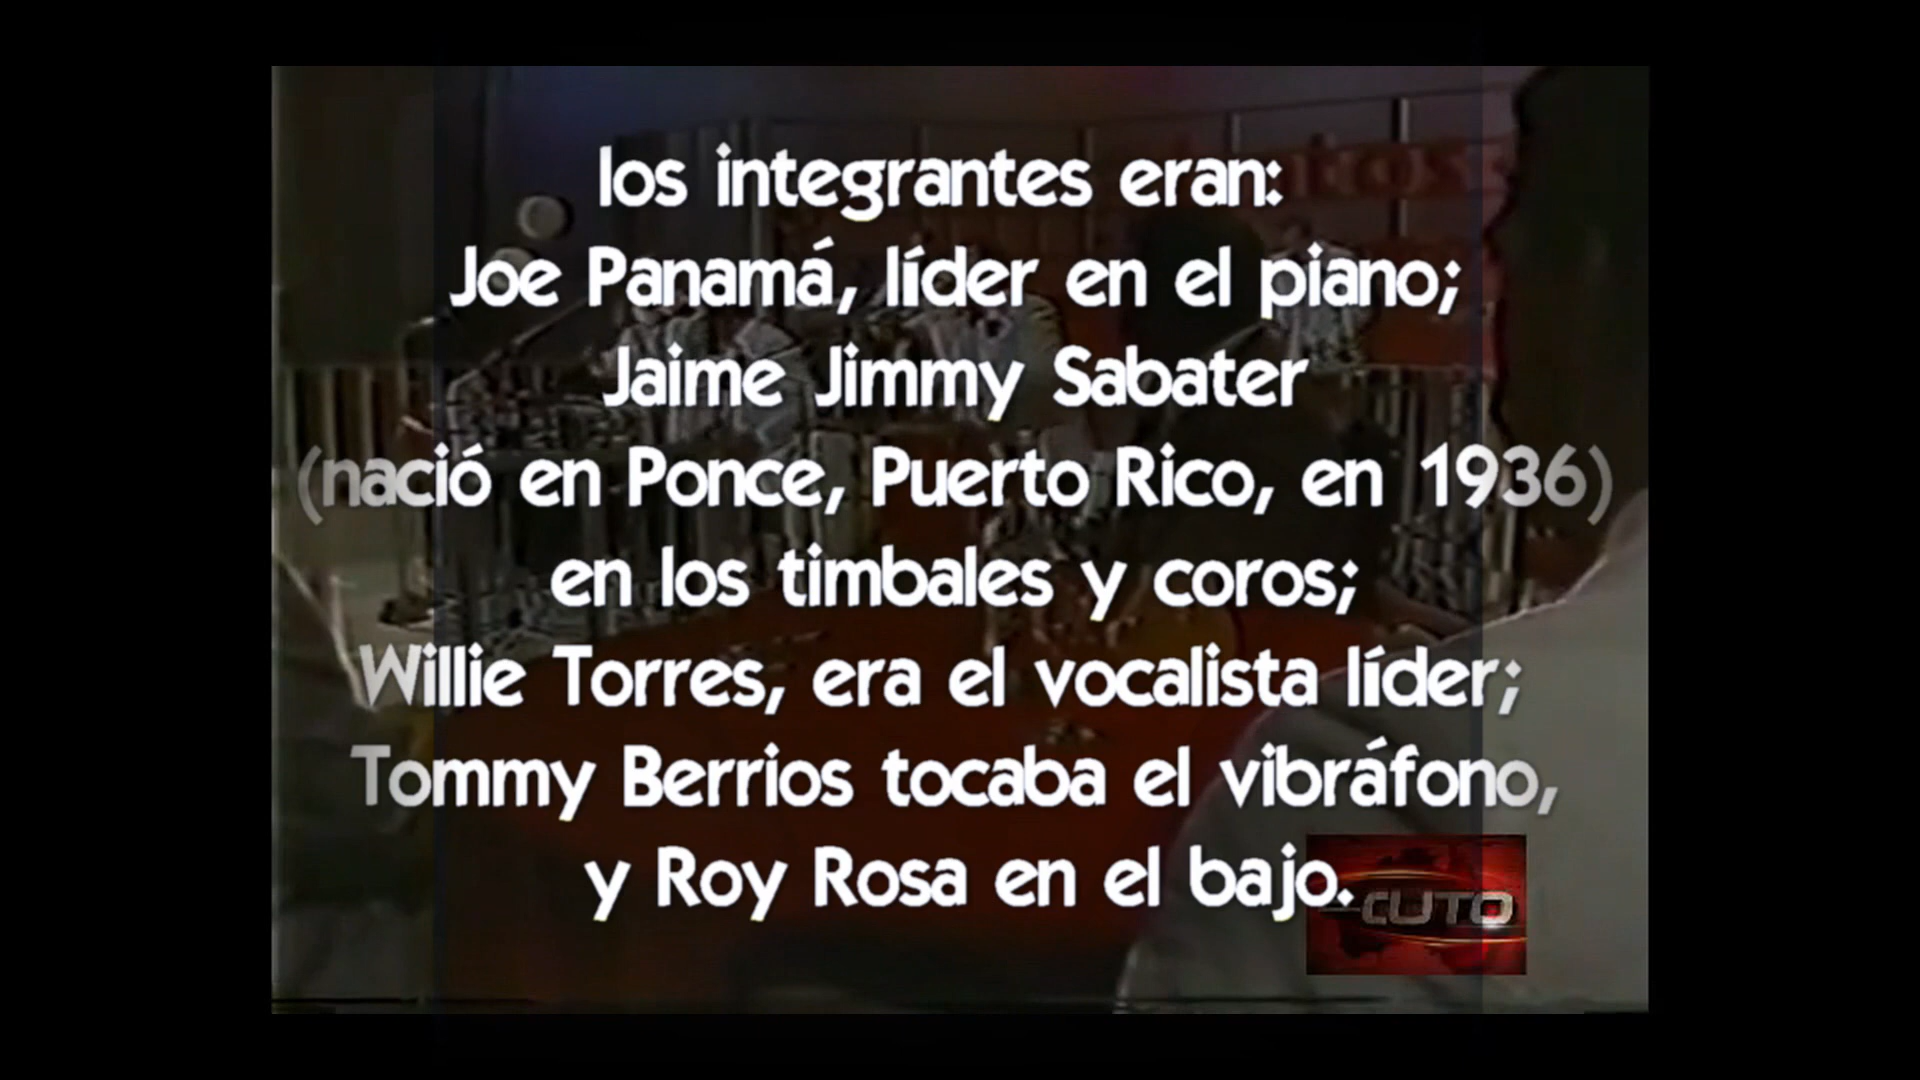 los integrantes eran:
Joe Panamá, líder en el piano;
Jaime Jimmy Sabater
(nació en Ponce, Puerto Rico, en 1936)
en los timbales y coros;
Willie Torres, era el vocalista líder;
Tommy Berrios tocaba el vibráfono,
y Roy Rosa en el bajo.
CUTO